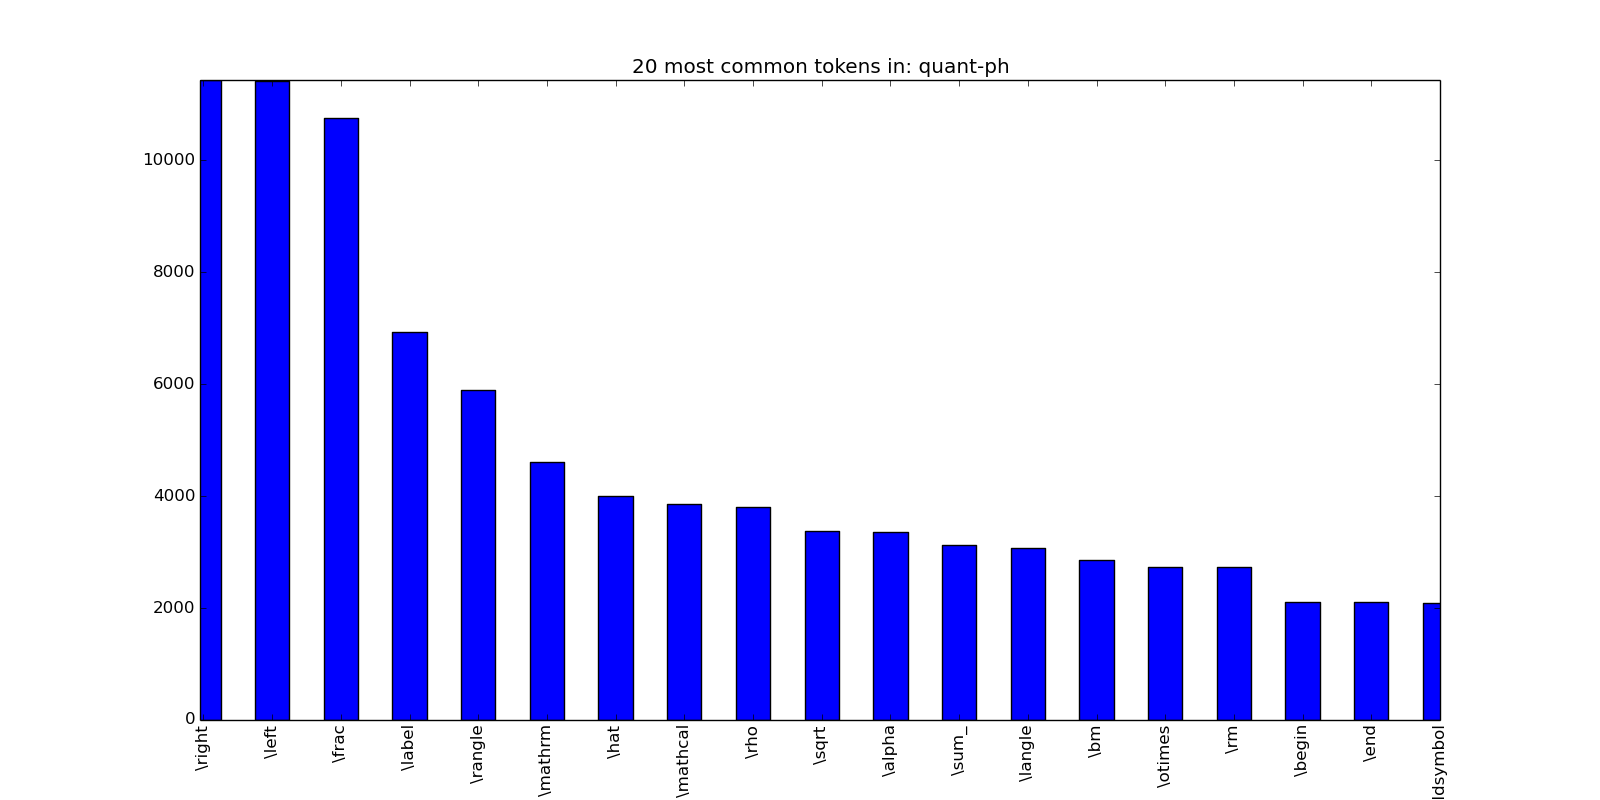 20 most common tokens in: quant-ph
10000
8000
6000
4000
2000
0
\right
\left
\frac
\label
\rangle
\mathrm
\hat
\mathcal
\rho
\sqrt
\alpha
\sum_
\langle
\bm
\otimes
\rm
\begin
\end
ldsymbol